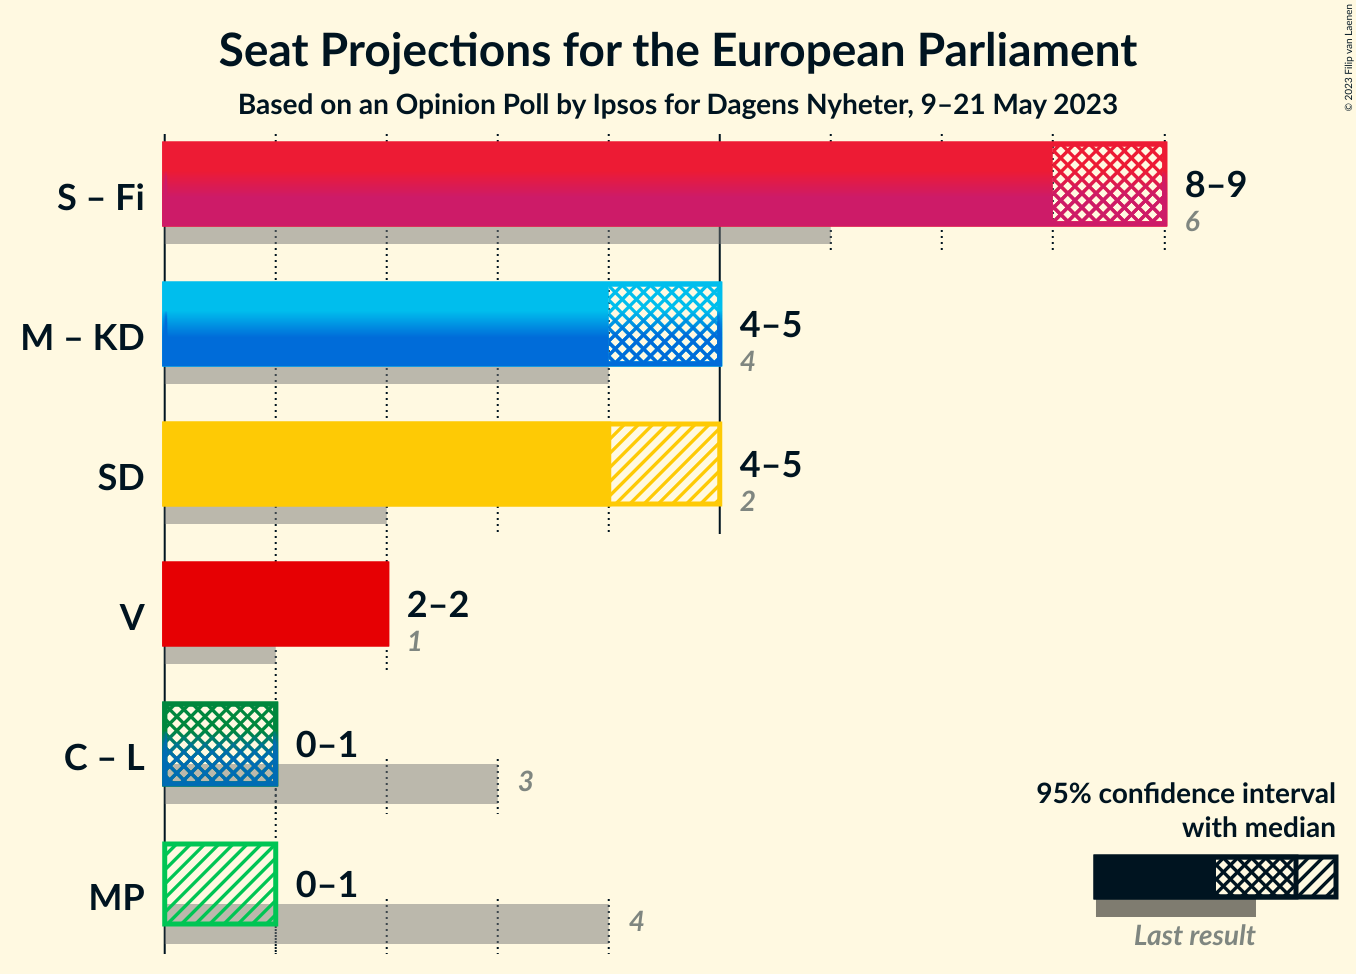 Seat Projections for the European Parliament
Based on an Opinion Poll by Ipsos for Dagens Nyheter, 9–21 May 2023
© 2023 Filip van Laenen
S – Fi
8–9
6
M – KD
4–5
4
SD
4–5
2
V
2–2
1
C – L
0–1
3
MP
0–1
4
95% confidence interval
with median
Last result